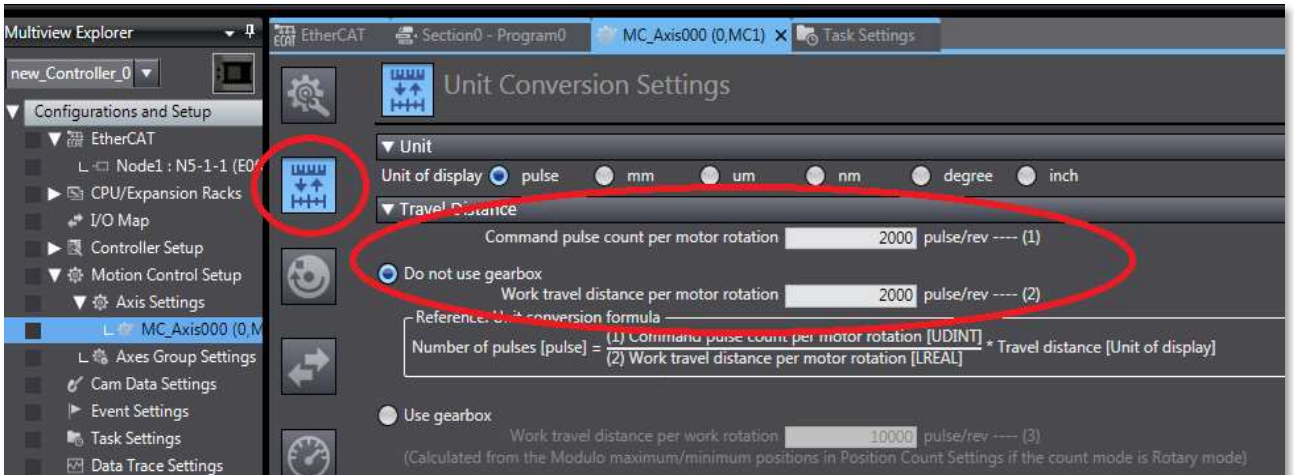 Multiview Explorer
EtherCAT
Section0 - Program0
MC_Axis000 (0,MC1)
Task Settings
new_Controller_0
Configurations and Setup
EtherCAT
Node1 : N5-1-1 (E0
CPU/Expansion Racks
I/O Map
Controller Setup
Motion Control Setup
Axis Settings
MC_Axis000 (0,M
Axes Group Settings
Cam Data Settings
Event Settings
Task Settings
Data Trace Settings
Unit Conversion Settings
Unit
Unit of display pulse mm um nm degree inch
Travel Distance
Command pulse count per motor rotation 2000 pulse/rev ---- (1)
Do not use gearbox
Work travel distance per motor rotation 2000 pulse/rev ---- (2)
Reference: Unit conversion formula
Number of pulses [pulse] = (1) Command pulse count per motor rotation [UDINT]
(2) Work travel distance per motor rotation [LREAL] * Travel distance [Unit of display]
Use gearbox
Work travel distance per work rotation 10000 pulse/rev ---- (3)
(Calculated from the Modulo maximum/minimum positions in Position Count Settings if the count mode is Rotary mode)